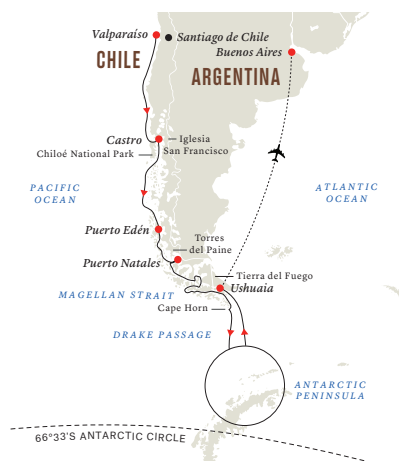 Valparaíso
Santiago de Chile
Buenos Aires
CHILE
ARGENTINA
Castro
Iglesia
San Francisco
Chiloé National Park
PACIFIC
OCEAN
ATLANTIC
OCEAN
Puerto Edén
Torres
del Paine
Puerto Natales
Tierra del Fuego
Ushuaia
MAGELLAN STRAIT
Cape Horn
DRAKE PASSAGE
ANTARCTIC
PENINSULA
66°33'S ANTARCTIC CIRCLE